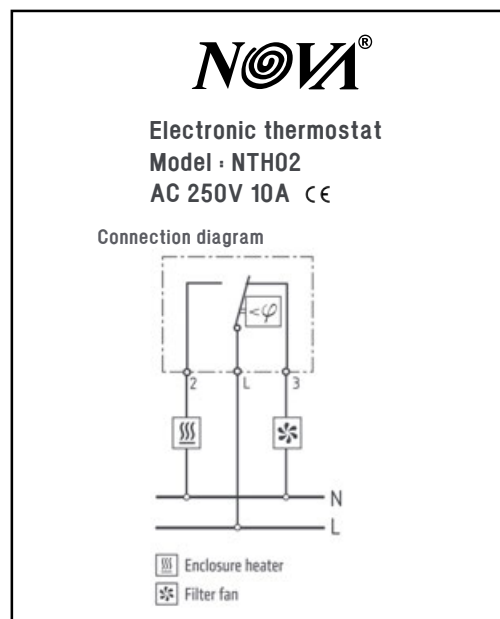 NOVA®
Electronic thermostat
Model : NTH02
AC 250V 10A CE
Connection diagram
<φ
2 L 3
N
L
Enclosure heater
Filter fan